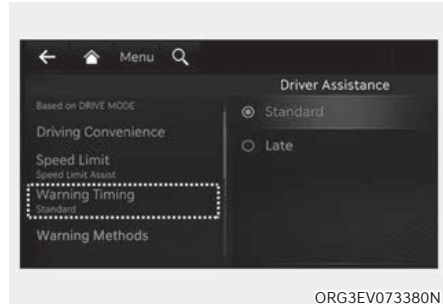 Menu
Driver Assistance
Based on DRIVE MODE
Driving Convenience
Speed Limit
Speed Limit Assist
Warning Timing
Standard
Warning Methods
Standard
Late
ORG3EV073380N